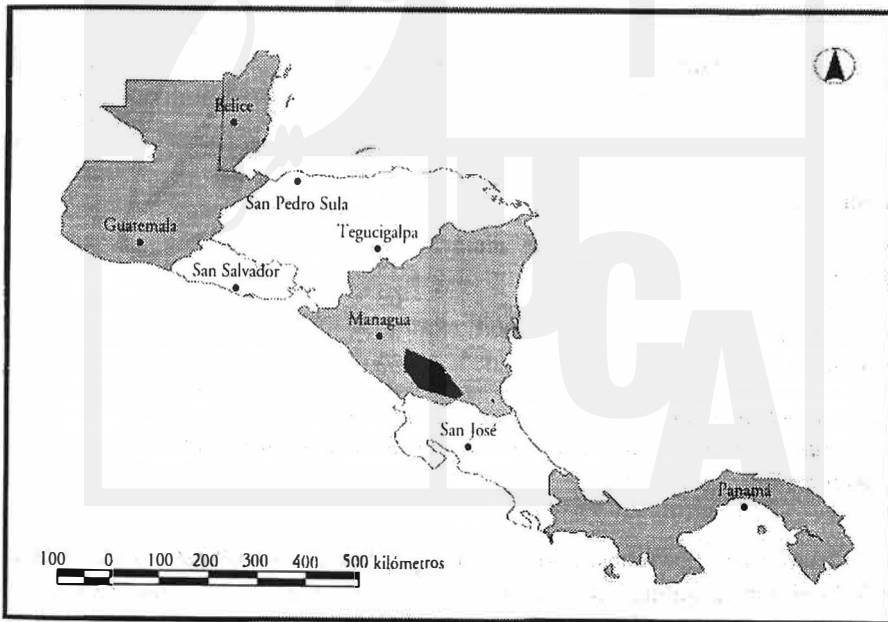 Belice
San Pedro Sula
Guatemala
Tegucigalpa
San Salvador
Managua
San José
Panamá
100 0 100 200 300 400 500 kilómetros
UCA